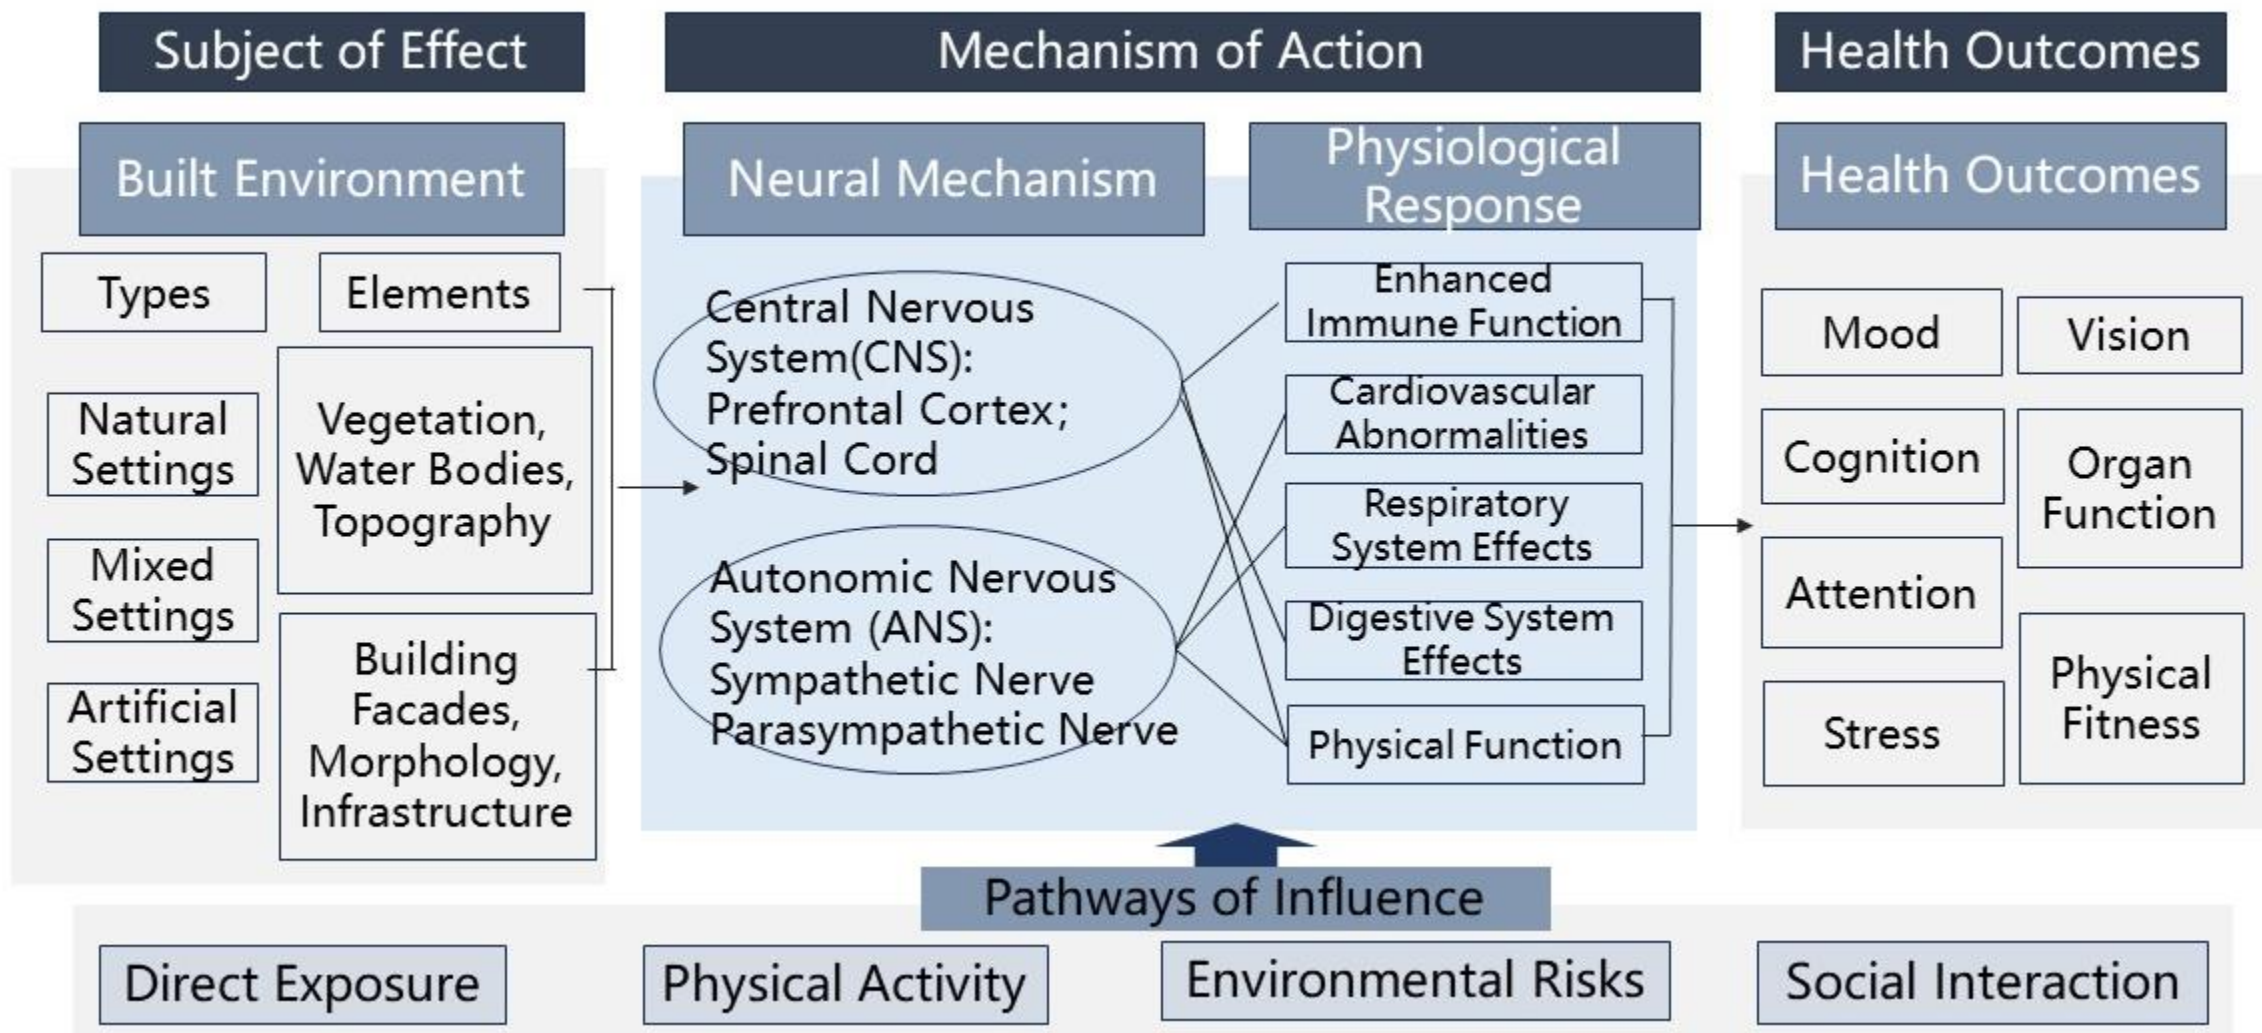 Subject of Effect
Mechanism of Action
Health Outcomes
Built Environment
Neural Mechanism
Physiological
Response
Health Outcomes
Types
Elements
Natural
Settings
Mixed
Settings
Artificial
Settings
Vegetation,
Water Bodies,
Topography
Building
Facades,
Morphology,
Infrastructure
Central Nervous
System(CNS):
Prefrontal Cortex;
Spinal Cord
Autonomic Nervous
System (ANS):
Sympathetic Nerve
Parasympathetic Nerve
Enhanced
Immune Function
Cardiovascular
Abnormalities
Respiratory
System Effects
Digestive System
Effects
Physical Function
Mood
Cognition
Attention
Stress
Vision
Organ
Function
Physical
Fitness
Pathways of Influence
Direct Exposure
Physical Activity
Environmental Risks
Social Interaction